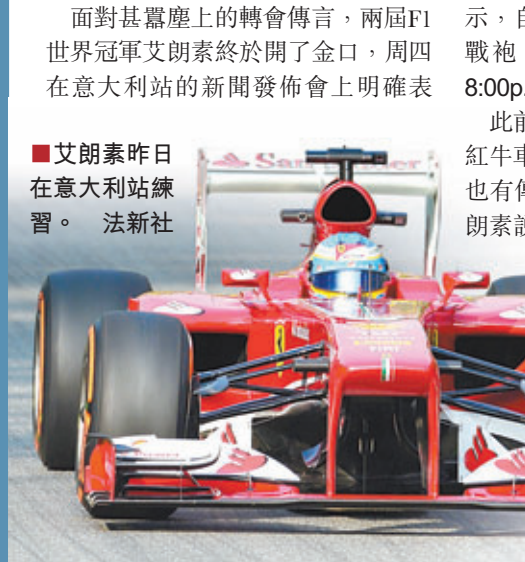 面對甚囂塵上的轉會傳言，兩屆F1
世界冠軍艾朗素終於開了金口，周四
在意大利站的新聞發佈會上明確表
■艾朗素昨日
在意大利站練
習。　法新社
示，自
戰袍
8:00p.
此前
紅牛車
也有傳
朗素說
Santander